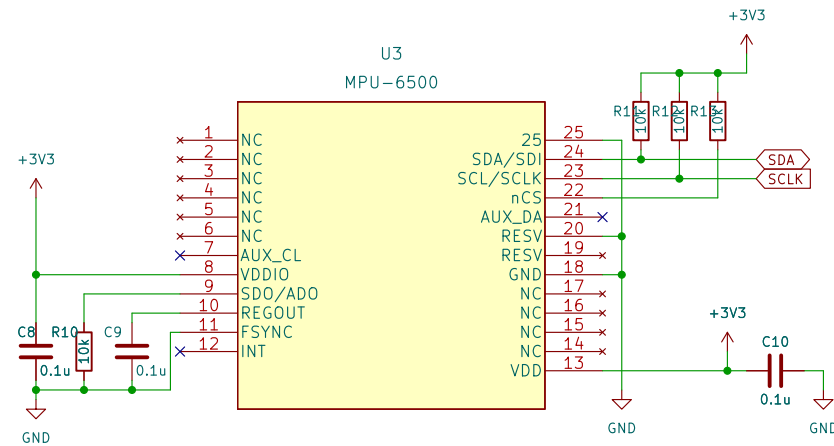 +3V3
U3
MPU-6500
R11 10k
R12 10k
R13 10k
+3V3
1 NC
2 NC
3 NC
4 NC
5 NC
6 NC
7 AUX_CL
8 VDDIO
9 SDO/ADO
10 REGOUT
11 FSYNC
12 INT
25 25
SDA/SDI 24
SCL/SCLK 23
nCS 22
AUX_DA 21
RESV 20
RESV 19
GND 18
NC 17
NC 16
NC 15
NC 14
VDD 13
SDA
SCLK
C8 0.1u
R10 10k
C9 0.1u
GND
+3V3
C10
0.1u
GND
GND